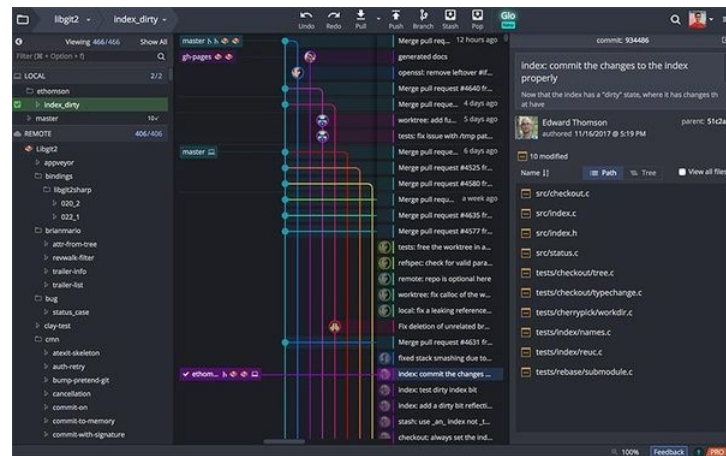 libgit2
index_dirty
Undo
Redo
Pull
Push
Branch
Stash
Pop
Glo
Viewing 466/466
Show All
Filter (⌘ + Option + f)
LOCAL
2/2
ethomson
index_dirty
master
10✓
REMOTE
406/406
Libgit2
appveyor
bindings
libgit2sharp
020_2
022_1
brianmario
attr-from-tree
revwalk-filter
trailer-info
trailer-list
bug
status_case
clay-test
cmn
atexit-skeleton
auth-retry
bump-pretend-git
cancellation
commit-on
commit-to-memory
commit-with-signature
master
gh-pages
master
ethom...
Merge pull req... 12 hours ago
generated docs
openssl: remove leftover #if...
Merge pull request #4640 fr...
Merge pull reque... 4 days ago
worktree: add fu... 5 days ago
tests: fix issue with /tmp pat...
Merge pull reque... 6 days ago
Merge pull request #4525 fr...
Merge pull request #4580 fr...
Merge pull requ... a week ago
Merge pull request #4635 fr...
Merge pull request #4577 fr...
tests: free the worktree in a...
refspec: check for valid para...
remote: repo is optional here
worktree: fix calloc of the w...
local: fix a leaking reference...
Fix deletion of unrelated br...
Merge pull request #4631 fr...
fixed stack smashing due to...
index: commit the changes ...
index: test dirty index bit
index: add a dirty bit reflecti...
stash: use _an_ index not _t...
checkout: always set the ind...
commit: 934486
index: commit the changes to the index
properly
Now that the index has a "dirty" state, where it has changes th
at have
Edward Thomson
authored 11/16/2017 @ 5:19 PM
parent: 51c2a
10 modified
Name
Path
Tree
View all files
src/checkout.c
src/index.c
src/index.h
src/status.c
tests/checkout/tree.c
tests/checkout/typechange.c
tests/cherrypick/workdir.c
tests/index/names.c
tests/index/reuc.c
tests/rebase/submodule.c
100%
Feedback
PRO